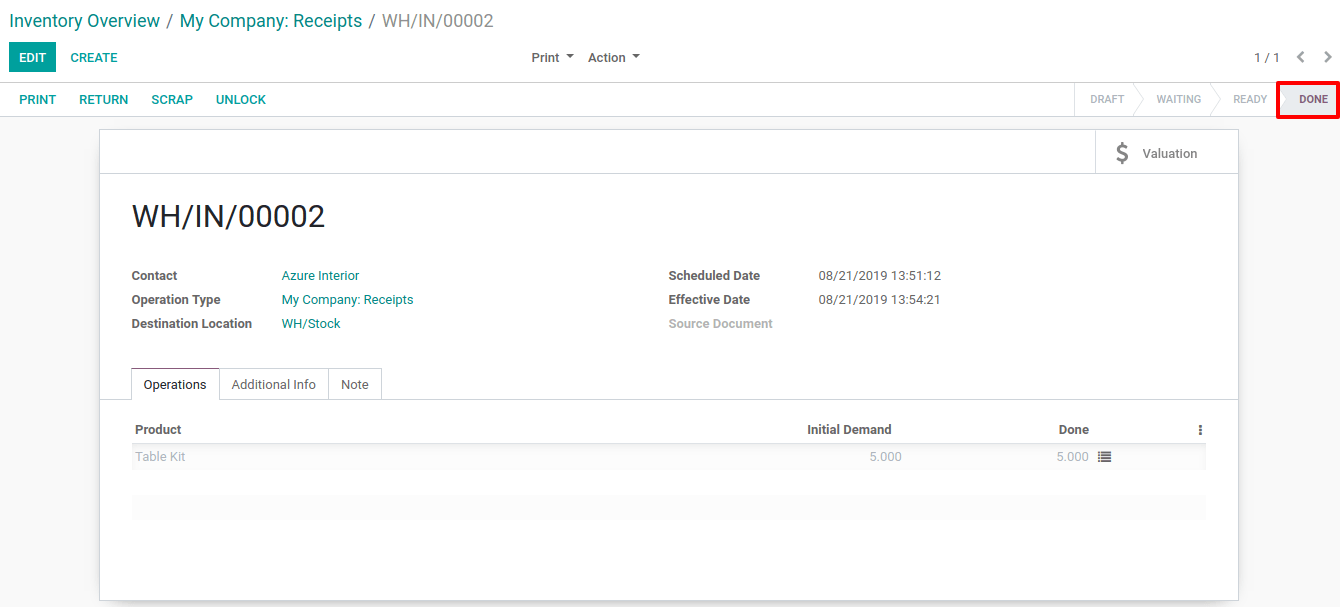 Inventory Overview / My Company: Receipts / WH/IN/00002
EDIT CREATE Print Action 1 / 1
PRINT RETURN SCRAP UNLOCK DRAFT WAITING READY DONE
$ Valuation
WH/IN/00002
Contact Azure Interior Scheduled Date 08/21/2019 13:51:12
Operation Type My Company: Receipts Effective Date 08/21/2019 13:54:21
Destination Location WH/Stock Source Document
Operations Additional Info Note
Product Initial Demand Done
Table Kit 5.000 5.000